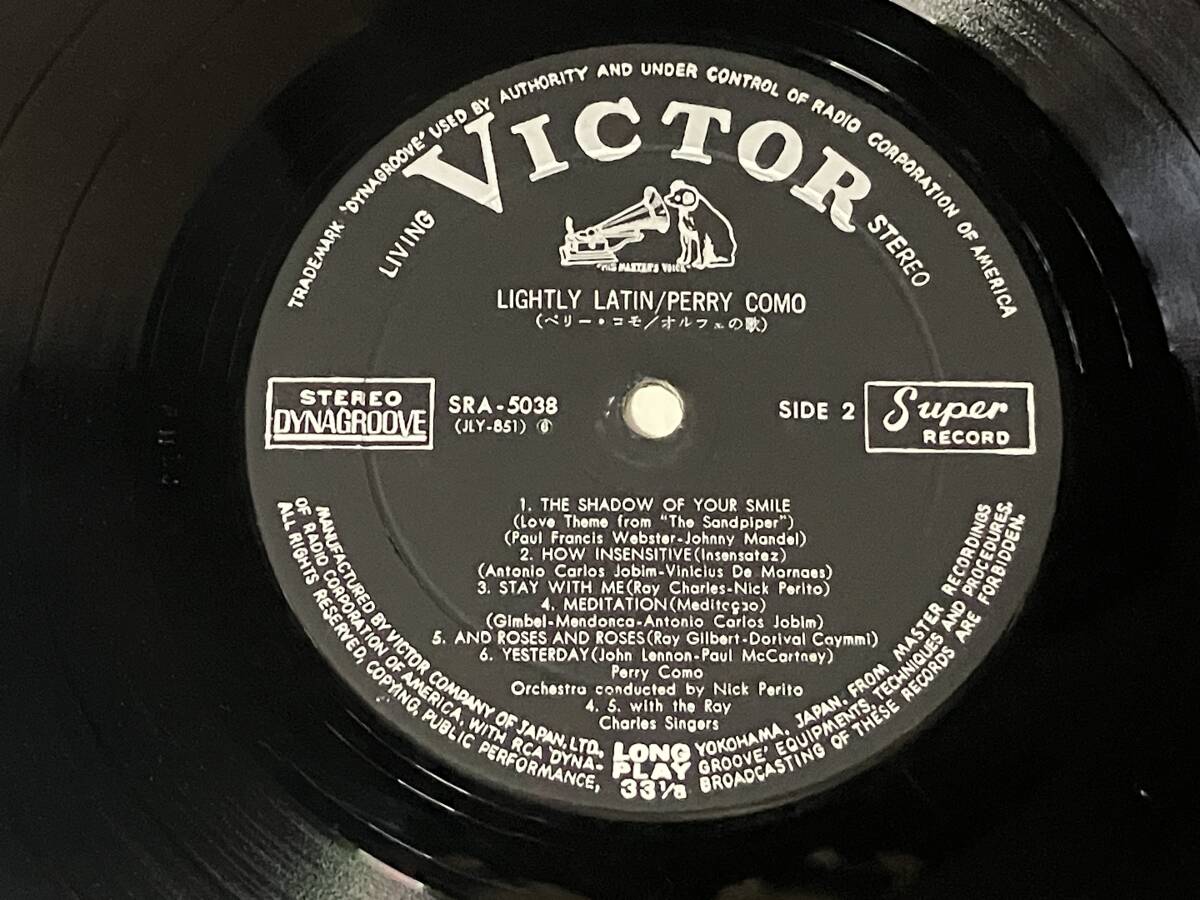 TRADEMARK 'DYNAGROOVE' USED BY AUTHORITY AND UNDER CONTROL OF RADIO CORPORATION OF AMERICA
LIVING
VICTOR
STEREO
"HIS MASTER'S VOICE"
LIGHTLY LATIN/PERRY COMO
(ペリー・コモ/オルフェの歌)
STEREO
DYNAGROOVE
SRA-5038
(JLY-851) ⑥
SIDE 2
Super
RECORD
1. THE SHADOW OF YOUR SMILE
(Love Theme from "The Sandpiper")
(Paul Francis Webster-Johnny Mandel)
2. HOW INSENSITIVE(Insensatez)
(Antonio Carlos Jobim-Vinicius De Mornaes)
3. STAY WITH ME(Ray Charles-Nick Perito)
4. MEDITATION(Meditcçao)
(Gimbel-Mendonca-Antonio Carlos Jobim)
5. AND ROSES AND ROSES(Ray Gilbert-Dorival Caymmi)
6. YESTERDAY(John Lennon-Paul McCartney)
Perry Como
Orchestra conducted by Nick Perito
4. 5. with the Ray
Charles Singers
LONG
PLAY
33 1/3
MANUFACTURED BY VICTOR COMPANY OF JAPAN, LTD. YOKOHAMA, JAPAN, FROM MASTER RECORDINGS
OF RADIO CORPORATION OF AMERICA, WITH RCA 'DYNA-GROOVE' EQUIPMENTS, TECHNIQUES AND PROCEDURES.
ALL RIGHTS RESERVED, COPYING, PUBLIC PERFORMANCE, BROADCASTING OF THESE RECORDS ARE FORBIDDEN.